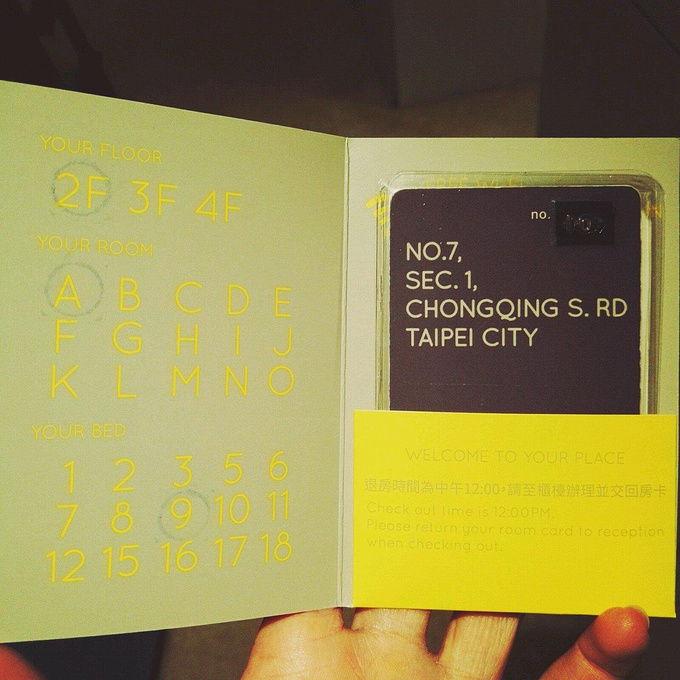 YOUR FLOOR
2F 3F 4F
YOUR ROOM
A B C D E
F G H I J
K L M N O
YOUR BED
1 2 3 5 6
7 8 9 10 11
12 15 16 17 18
no.
NO.7,
SEC. 1,
CHONGQING S. RD
TAIPEI CITY
WELCOME TO YOUR PLACE
退房時間為中午12:00,請至櫃檯辦理並交回房卡
Check out time is 12:00PM.
Please return your room card to reception
when checking out.